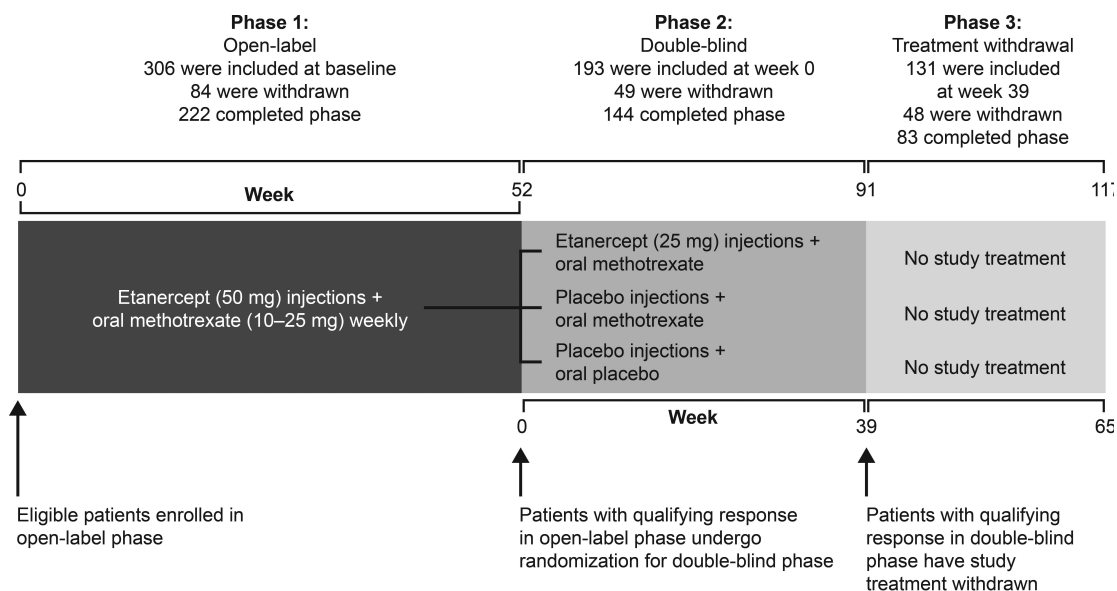 Phase 1:
Open-label
306 were included at baseline
84 were withdrawn
222 completed phase
Phase 2:
Double-blind
193 were included at week 0
49 were withdrawn
144 completed phase
Phase 3:
Treatment withdrawal
131 were included
at week 39
48 were withdrawn
83 completed phase
0
Week
52
91
117
Etanercept (50 mg) injections +
oral methotrexate (10–25 mg) weekly
Etanercept (25 mg) injections +
oral methotrexate
Placebo injections +
oral methotrexate
Placebo injections +
oral placebo
No study treatment
No study treatment
No study treatment
0
Week
39
65
Eligible patients enrolled in
open-label phase
Patients with qualifying response
in open-label phase undergo
randomization for double-blind phase
Patients with qualifying
response in double-blind
phase have study
treatment withdrawn